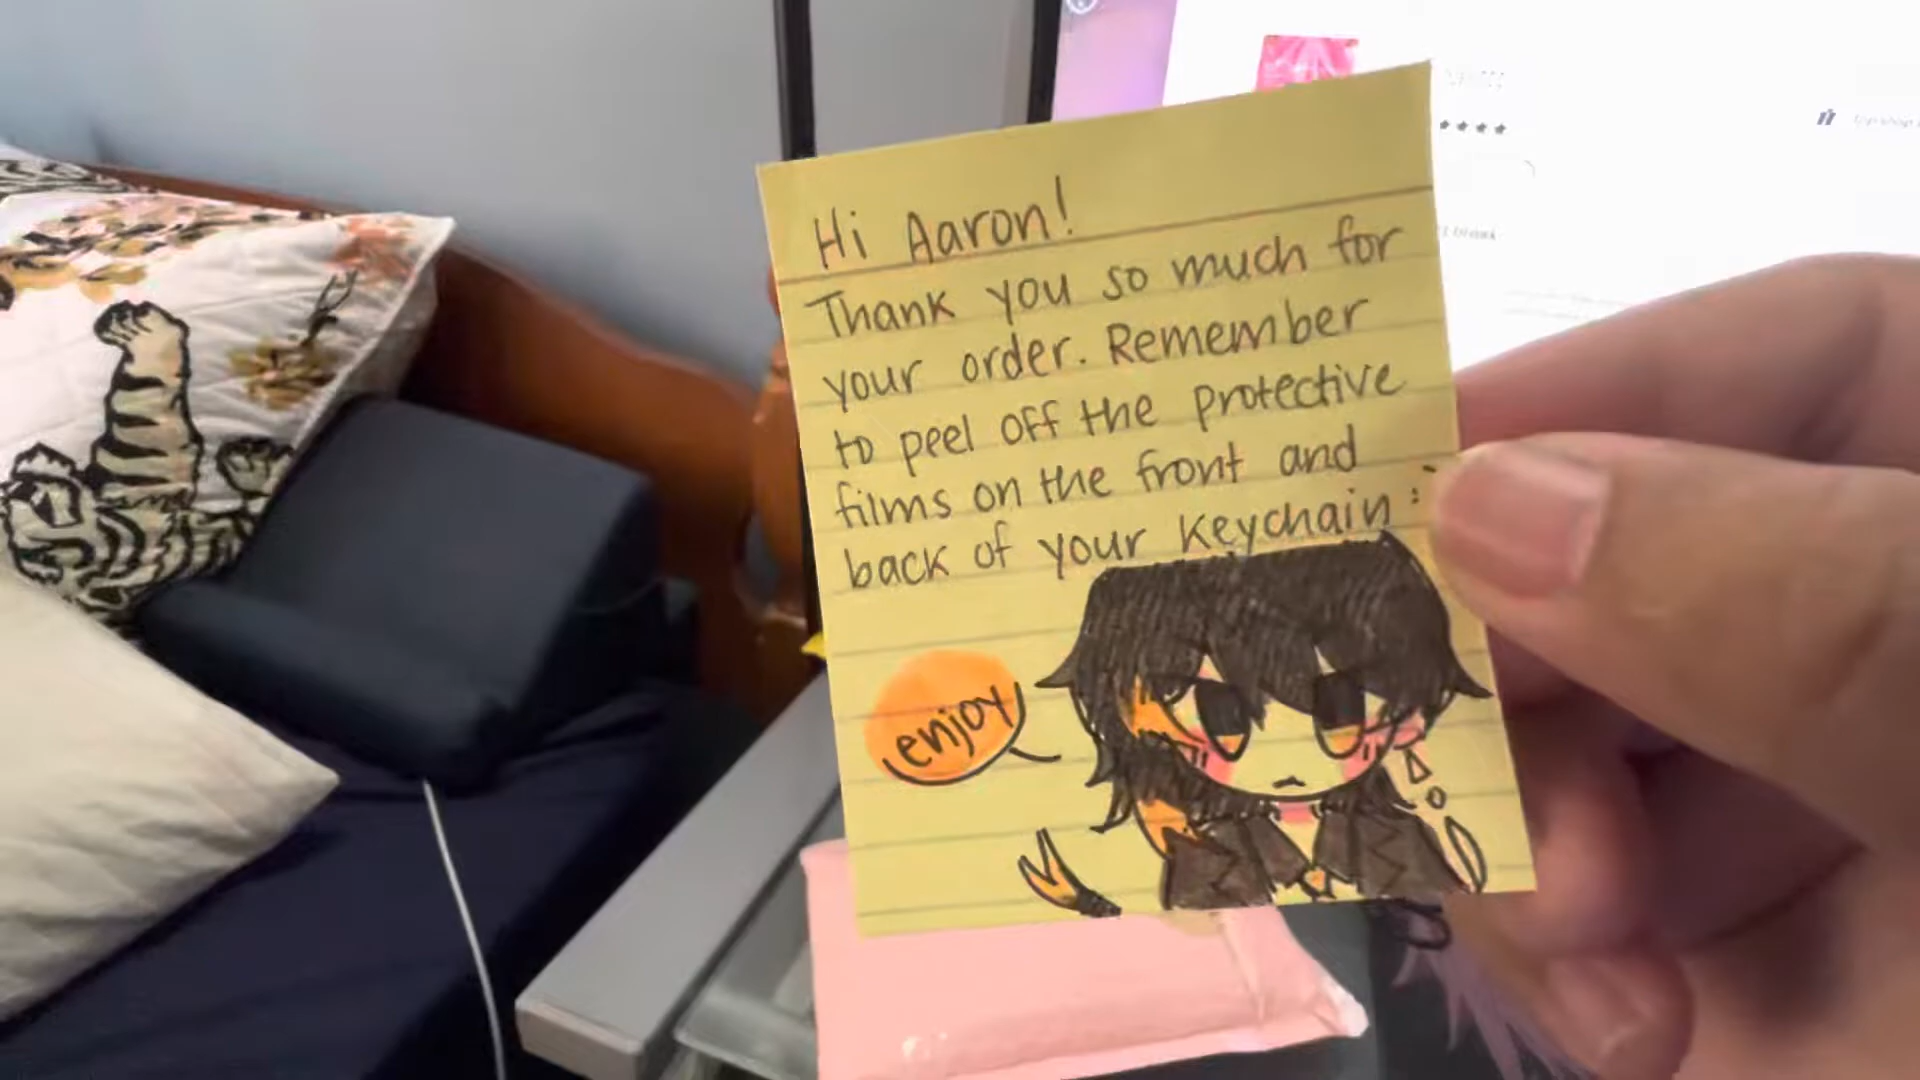 Hi Aaron!
Thank you so much for
your order. Remember
to peel off the protective
films on the front and
back of your keychain :
enjoy